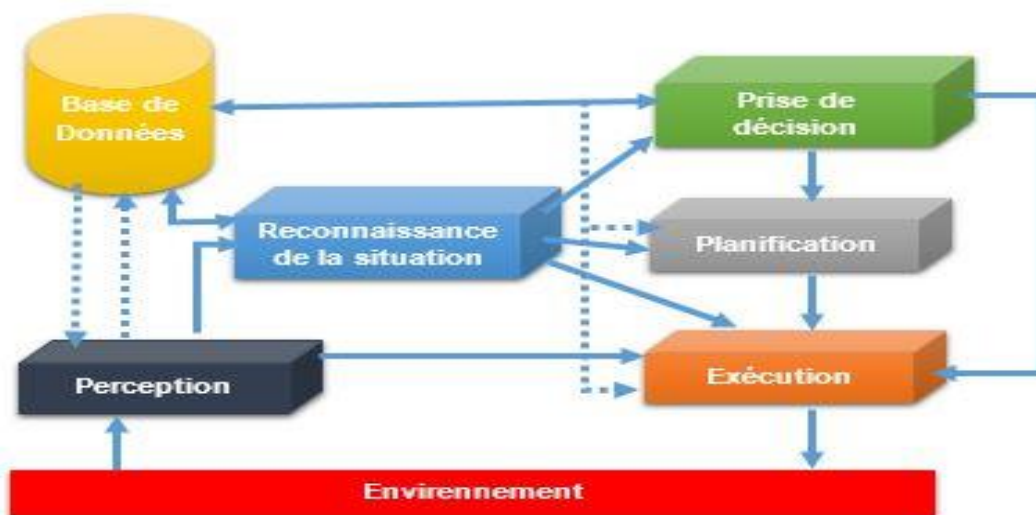 Base de
Données
Prise de
décision
Reconnaissance
de la situation
Planification
Perception
Exécution
Envirennement